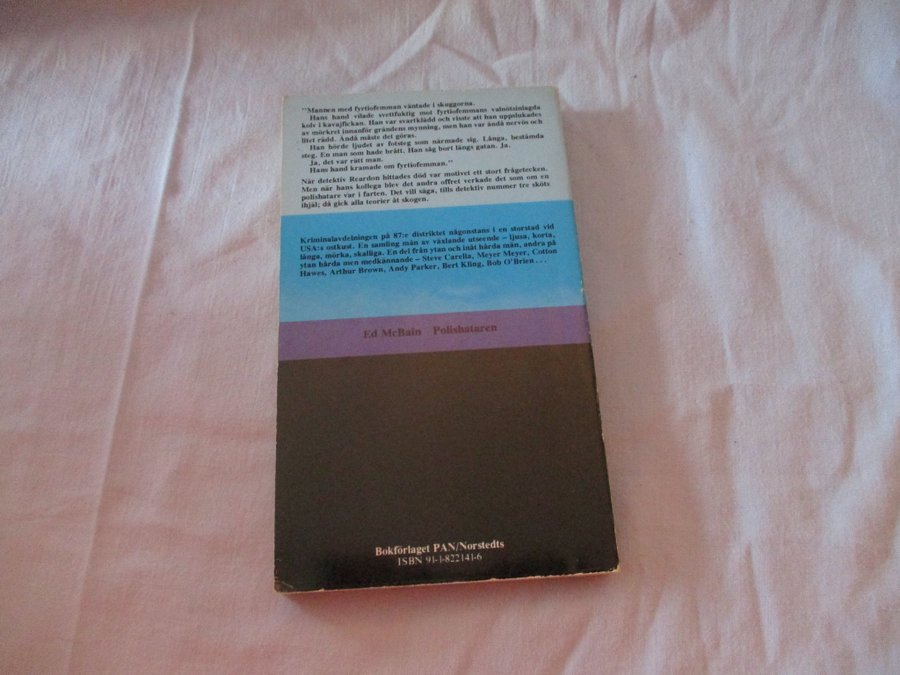 "Mannen med fyrtiofemman väntade i skuggorna.
Hans hand vilade svettfuktig mot fyrtiofemmans valnötsinlagda
kolv i kavajfickan. Han var svartklädd och visste att han uppslukades
av mörkret innanför grändens mynning, men han var ändå nervös och
litet rädd. Ändå måste det göras.
Han hörde ljudet av fotsteg som närmade sig. Långa, bestämda
steg. En man som hade brått. Han såg bort längs gatan. Ja.
Ja, det var rätt man.
Hans hand kramade om fyrtiofemman."
När detektiv Reardon hittades död var motivet ett stort frågetecken.
Men när hans kollega blev det andra offret verkade det som om en
polishatare var i farten. Det vill säga, tills detektiv nummer tre sköts
ihjäl; då gick alla teorier åt skogen.
Kriminalavdelningen på 87:e distriktet någonstans i en storstad vid
USA:s ostkust. En samling män av växlande utseende – ljusa, korta,
långa, mörka, skalliga. En del från ytan och inåt hårda män, andra på
ytan hårda men medkännande – Steve Carella, Meyer Meyer, Cotton
Hawes, Arthur Brown, Andy Parker, Bert Kling, Bob O'Brien . . .
Ed McBain Polishataren
Bokförlaget PAN/Norstedts
ISBN 91-1-822141-6